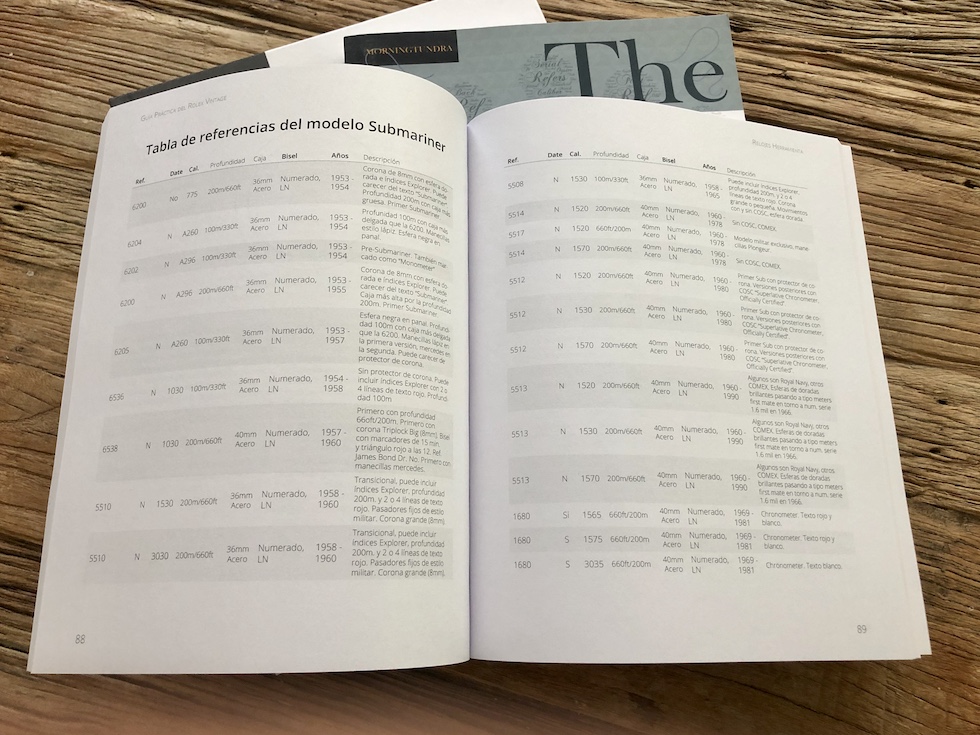 MORNINGTUNDRA
The
Guía Práctica del Rolex Vintage
Tabla de referencias del modelo Submariner
Ref. Date Cal. Profundidad Caja Bisel Años Descripción
6200 No 775 200m/660ft 36mm Acero Numerado, LN 1953 - 1954 Corona de 8mm con esfera do-
rada e índices Explorer. Puede
carecer del texto "Submariner"
Profundidad 200m con caja más
gruesa. Primer Submariner.
6204 N A260 100m/330ft 36mm Acero Numerado, LN 1953 - 1954 Profunidad 100m con caja más
delgada que la 6200. Manecillas
estilo lápiz. Esfera negra en
panal.
6202 N A296 100m/330ft 36mm Acero Numerado, LN 1953 - 1954 Pre-Submariner. También mar-
cado como "Monometer"
6200 N A296 200m/660ft 36mm Acero Numerado, LN 1953 - 1955 Corona de 8mm con esfera do-
rada e índices Explorer. Puede
carecer del texto "Submariner"
Caja más alta por la profundidad
200m. Primer Submariner.
6205 N A260 100m/330ft 36mm Acero Numerado, LN 1953 - 1957 Esfera negra en panal. Profundi-
dad 100m con caja más delgada
que la 6200. Manecillas lápiz en
la primera versión, mercedes en
la segunda. Puede carecer de
protector de corona.
6536 N 1030 100m/330ft 36mm Acero Numerado, LN 1954 - 1958 Sin protector de corona. Puede
incluir índices Explorer con 2 o
4 líneas de texto rojo. Profundi-
dad 100m
6538 N 1030 200m/660ft 40mm Acero Numerado, LN 1957 - 1960 Primero con profundidad
660ft/200m. Primero con
corona Triplock Big (8mm). Bisel
con marcadores de 15 min.
y triángulo rojo a las 12. Ref.
James Bond Dr. No. Primero con
manecillas mercedes.
5510 N 1530 200m/660ft 36mm Acero Numerado, LN 1958 - 1960 Transicional, puede incluir
índices Explorer, profundidad
200m, y 2 o 4 líneas de texto
rojo. Pasadores fijos de estilo
militar. Corona grande (8mm).
5510 N 3030 200m/660ft 36mm Acero Numerado, LN 1958 - 1960 Transicional, puede incluir
índices Explorer, profundidad
200m, y 2 o 4 líneas de texto
rojo. Pasadores fijos de estilo
militar. Corona grande (8mm).
88
Ref. Date Cal. Profundidad Caja Bisel Años Descripción
5508 N 1530 100m/330ft. 36mm Acero Numerado, LN 1958 - 1965 Puede incluir índices Explorer,
profundidad 200m, y 2 o 4
líneas de texto rojo. Corona
grande o pequeña. Movimientos
con y sin COSC, esfera dorada
5514 N 1520 200m/660ft 40mm Acero Numerado, LN 1960 - 1978 Sin COSC, COMEX.
5517 N 1520 660ft/200m 40mm Acero Numerado, LN 1960 - 1978 Modelo militar exclusivo, mane-
cillas Plongeur
5514 N 1570 200m/660ft 40mm Acero Numerado, LN 1960 - 1978 Sin COSC, COMEX.
5512 N 1520 200m/660ft 40mm Acero Numerado, LN 1960 - 1980 Primer Sub con protector de co-
rona. Versiones posteriores con
COSC "Superlative Chronometer,
Officially Certified".
5512 N 1530 200m/660ft 40mm Acero Numerado, LN 1960 - 1980 Primer Sub con protector de co-
rona. Versiones posteriores con
COSC "Superlative Chronometer,
Officially Certified".
5512 N 1570 200m/660ft 40mm Acero Numerado, LN 1960 - 1980 Primer Sub con protector de co-
rona. Versiones posteriores con
COSC "Superlative Chronometer,
Officially Certified".
5513 N 1520 200m/660ft 40mm Acero Numerado, LN 1960 - 1990 Algunos son Royal Navy, otros
COMEX. Esferas de doradas
brillantes pasando a tipo meters
first mate en torno a num. serie
1.6 mil en 1966.
5513 N 1530 200m/660ft 40mm Acero Numerado, LN 1960 - 1990 Algunos son Royal Navy, otros
COMEX. Esferas de doradas
brillantes pasando a tipo meters
first mate en torno a num. serie
1.6 mil en 1966.
5513 N 1570 200m/660ft 40mm Acero Numerado, LN 1960 - 1990 Algunos son Royal Navy, otros
COMEX. Esferas de doradas
brillantes pasando a tipo meters
first mate en torno a num. serie
1.6 mil en 1966.
1680 Si 1565 660ft/200m 40mm Acero Numerado, LN 1969 - 1981 Chronometer. Texto rojo y
blanco.
1680 S 1575 660ft/200m 40mm Acero Numerado, LN 1969 - 1981 Chronometer. Texto rojo y
blanco.
1680 S 3035 660ft/200m 40mm Acero Numerado, LN 1969 - 1981 Chronometer. Texto blanco.
89